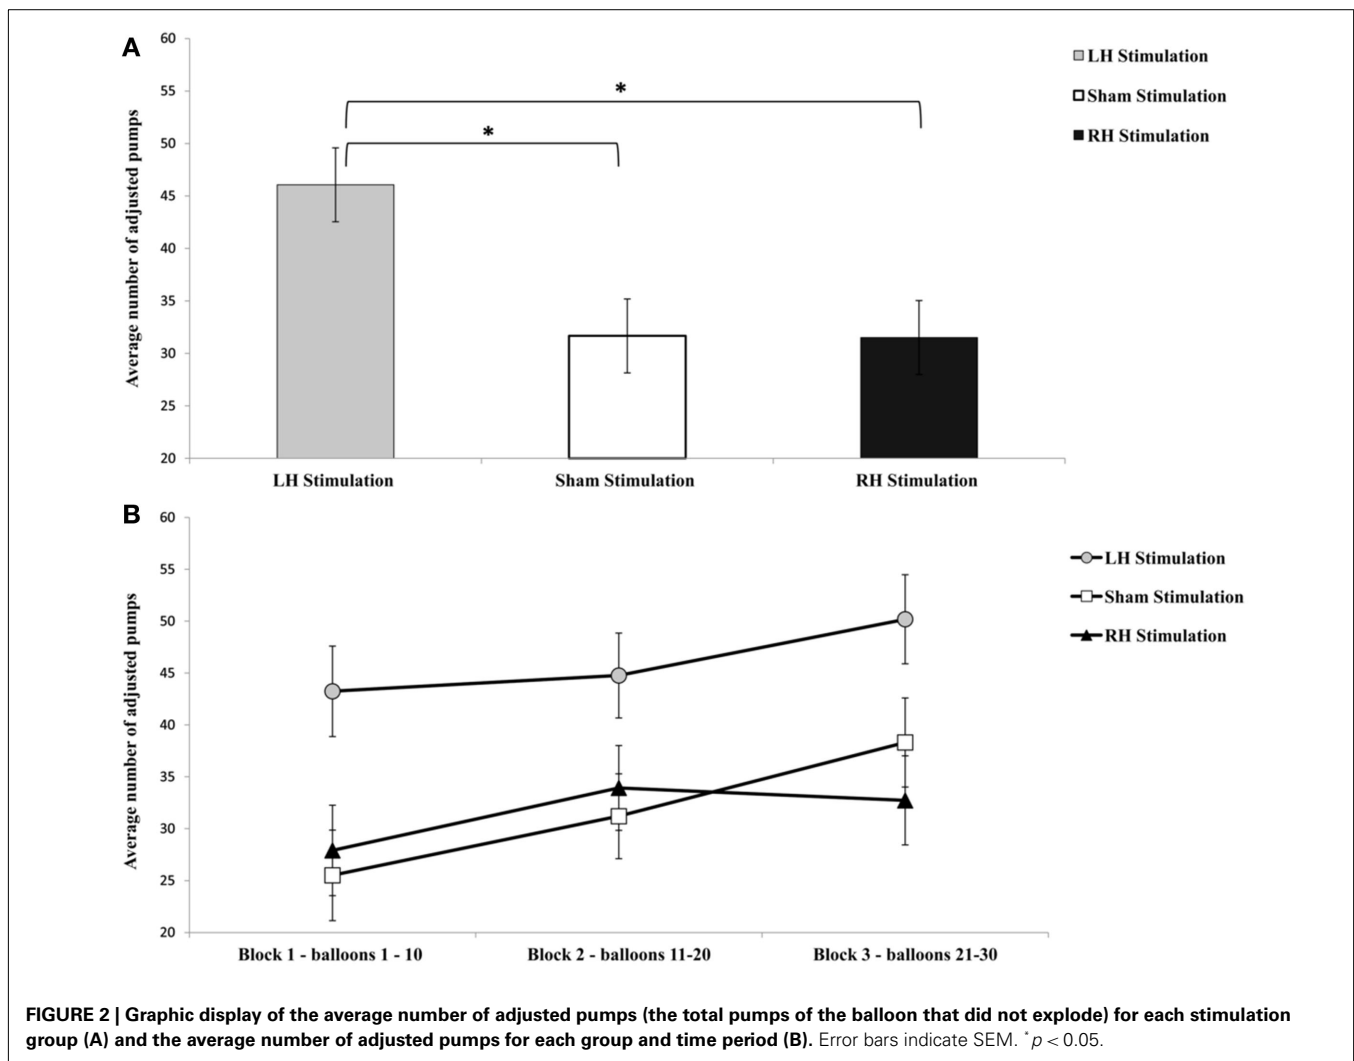 A
60
55
50
45
40
35
30
25
20
Average number of adjusted pumps
*
*
LH Stimulation
Sham Stimulation
RH Stimulation
LH Stimulation
Sham Stimulation
RH Stimulation
B
60
55
50
45
40
35
30
25
20
Average number of adjusted pumps
LH Stimulation
Sham Stimulation
RH Stimulation
Block 1 - balloons 1 - 10
Block 2 - balloons 11-20
Block 3 - balloons 21-30
FIGURE 2 | Graphic display of the average number of adjusted pumps (the total pumps of the balloon that did not explode) for each stimulation
group (A) and the average number of adjusted pumps for each group and time period (B). Error bars indicate SEM. *p < 0.05.